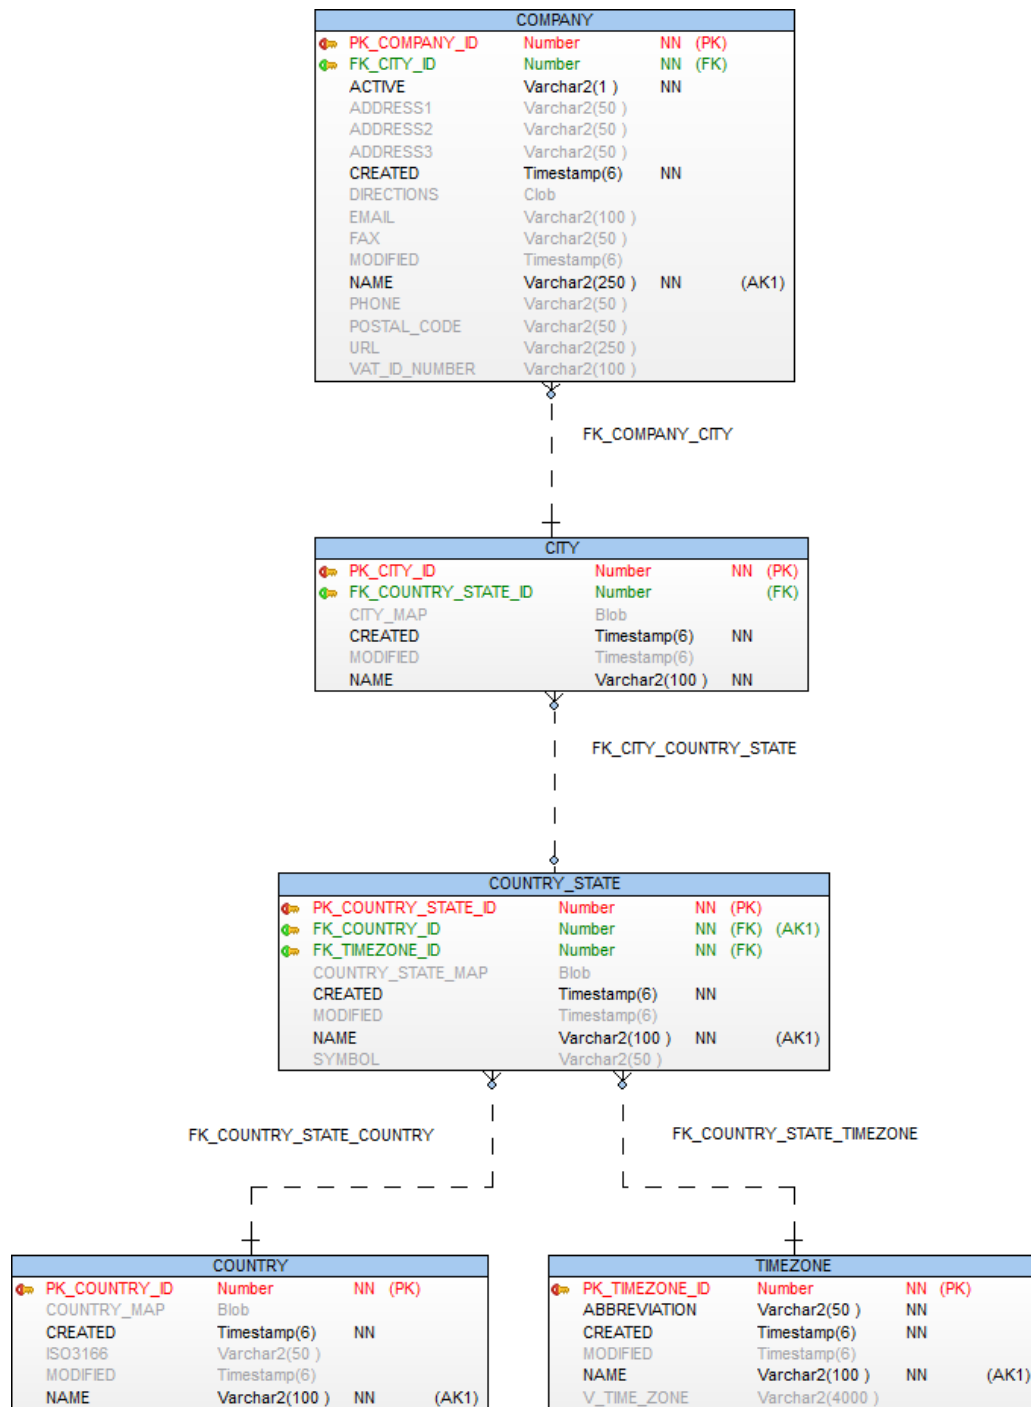 COMPANY
PK_COMPANY_ID Number NN (PK)
FK_CITY_ID Number NN (FK)
ACTIVE Varchar2(1 ) NN
ADDRESS1 Varchar2(50 )
ADDRESS2 Varchar2(50 )
ADDRESS3 Varchar2(50 )
CREATED Timestamp(6) NN
DIRECTIONS Clob
EMAIL Varchar2(100 )
FAX Varchar2(50 )
MODIFIED Timestamp(6)
NAME Varchar2(250 ) NN (AK1)
PHONE Varchar2(50 )
POSTAL_CODE Varchar2(50 )
URL Varchar2(250 )
VAT_ID_NUMBER Varchar2(100 )
FK_COMPANY_CITY
CITY
PK_CITY_ID Number NN (PK)
FK_COUNTRY_STATE_ID Number (FK)
CITY_MAP Blob
CREATED Timestamp(6) NN
MODIFIED Timestamp(6)
NAME Varchar2(100 ) NN
FK_CITY_COUNTRY_STATE
COUNTRY_STATE
PK_COUNTRY_STATE_ID Number NN (PK)
FK_COUNTRY_ID Number NN (FK) (AK1)
FK_TIMEZONE_ID Number NN (FK)
COUNTRY_STATE_MAP Blob
CREATED Timestamp(6) NN
MODIFIED Timestamp(6)
NAME Varchar2(100 ) NN (AK1)
SYMBOL Varchar2(50 )
FK_COUNTRY_STATE_COUNTRY
FK_COUNTRY_STATE_TIMEZONE
COUNTRY
PK_COUNTRY_ID Number NN (PK)
COUNTRY_MAP Blob
CREATED Timestamp(6) NN
ISO3166 Varchar2(50 )
MODIFIED Timestamp(6)
NAME Varchar2(100 ) NN (AK1)
TIMEZONE
PK_TIMEZONE_ID Number NN (PK)
ABBREVIATION Varchar2(50 ) NN
CREATED Timestamp(6) NN
MODIFIED Timestamp(6)
NAME Varchar2(100 ) NN (AK1)
V_TIME_ZONE Varchar2(4000 )